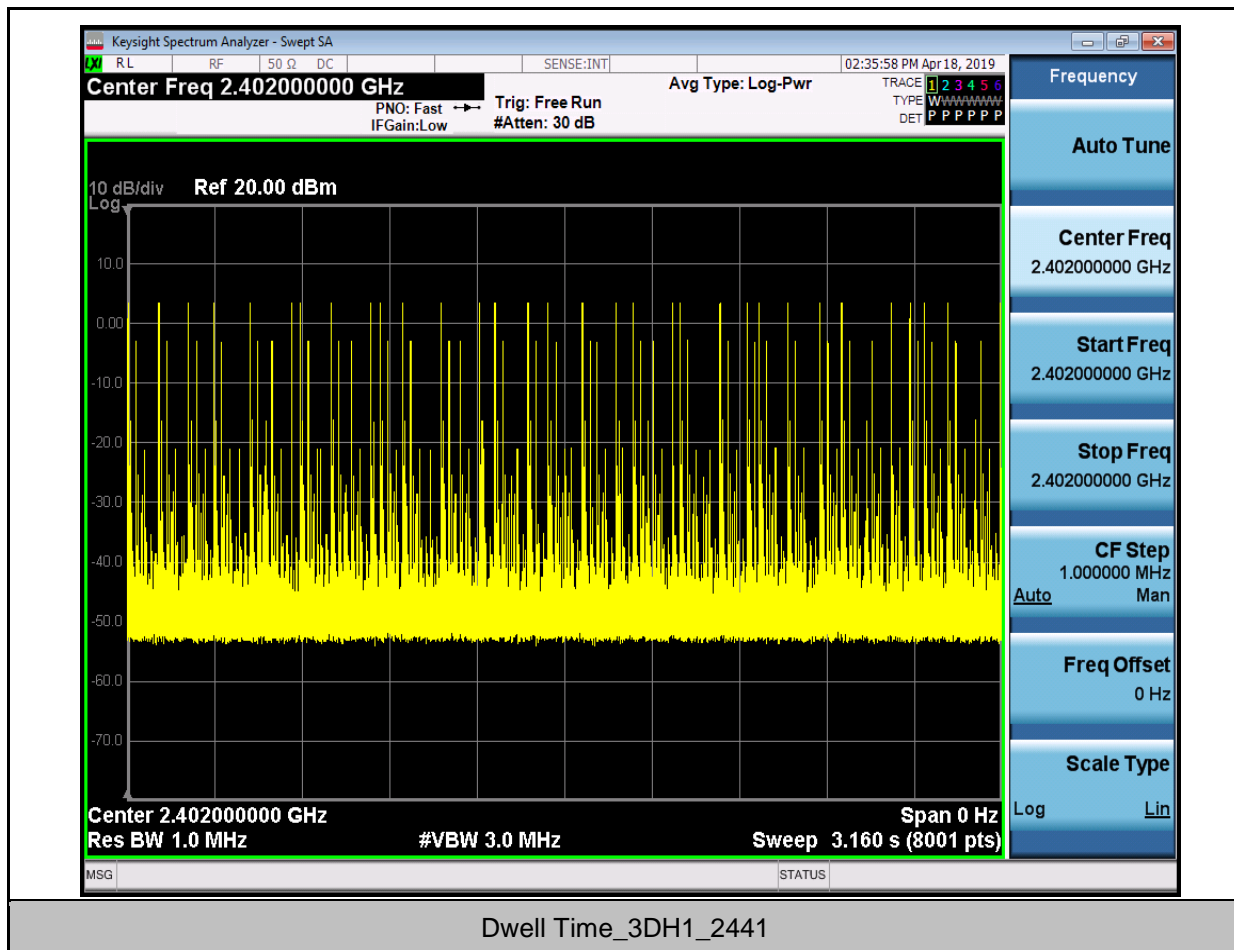 LXI Keysight Spectrum Analyzer - Swept SA
RL RF 50 Ω DC SENSE:INT 02:35:58 PM Apr 18, 2019
Center Freq 2.402000000 GHz
PNO: Fast
IFGain:Low
Trig: Free Run
#Atten: 30 dB
Avg Type: Log-Pwr
TRACE 1 2 3 4 5 6
TYPE WWWWWW
DET P P P P P P
10 dB/div Ref 20.00 dBm
Log
10.0
0.00
-10.0
-20.0
-30.0
-40.0
-50.0
-60.0
-70.0
Center 2.402000000 GHz Span 0 Hz
Res BW 1.0 MHz #VBW 3.0 MHz Sweep 3.160 s (8001 pts)
MSG STATUS
Frequency
Auto Tune
Center Freq
2.402000000 GHz
Start Freq
2.402000000 GHz
Stop Freq
2.402000000 GHz
CF Step
1.000000 MHz
Auto Man
Freq Offset
0 Hz
Scale Type
Log Lin
Dwell Time_3DH1_2441